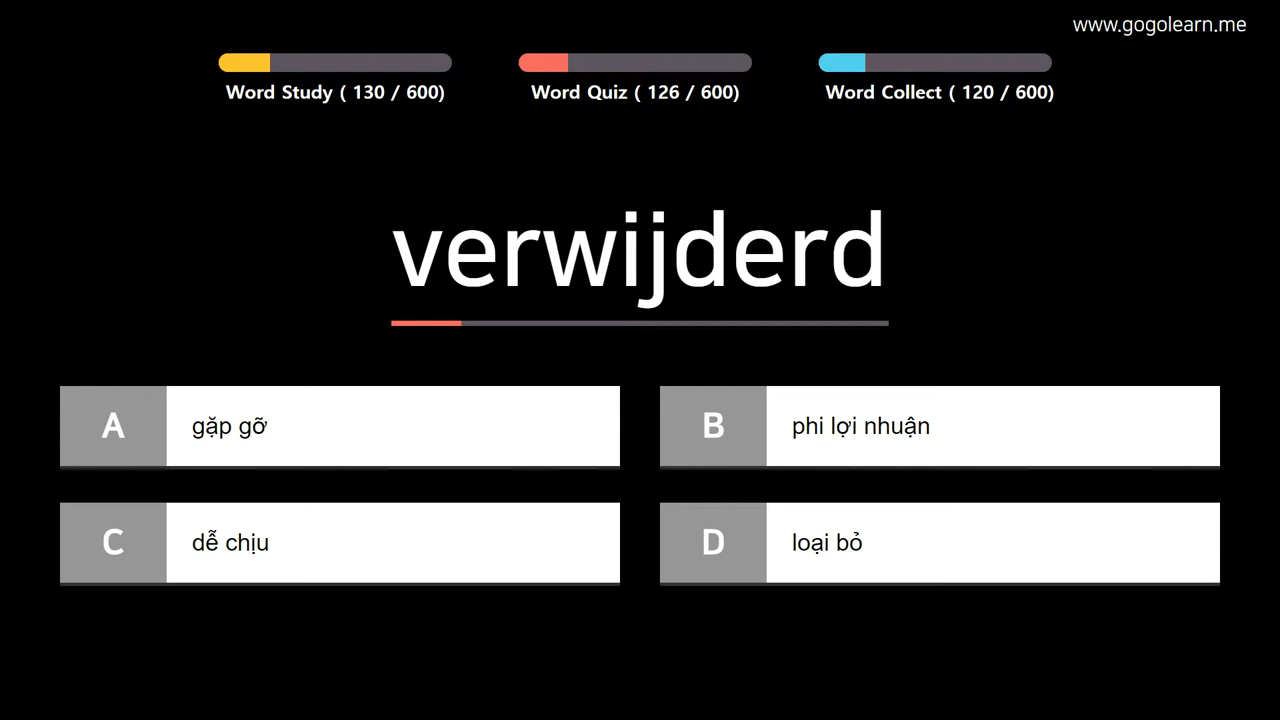 www.gogolearn.me
Word Study ( 130 / 600)
Word Quiz ( 126 / 600)
Word Collect ( 120 / 600)
verwijderd
A gặp gỡ
B phi lợi nhuận
C dễ chịu
D loại bỏ